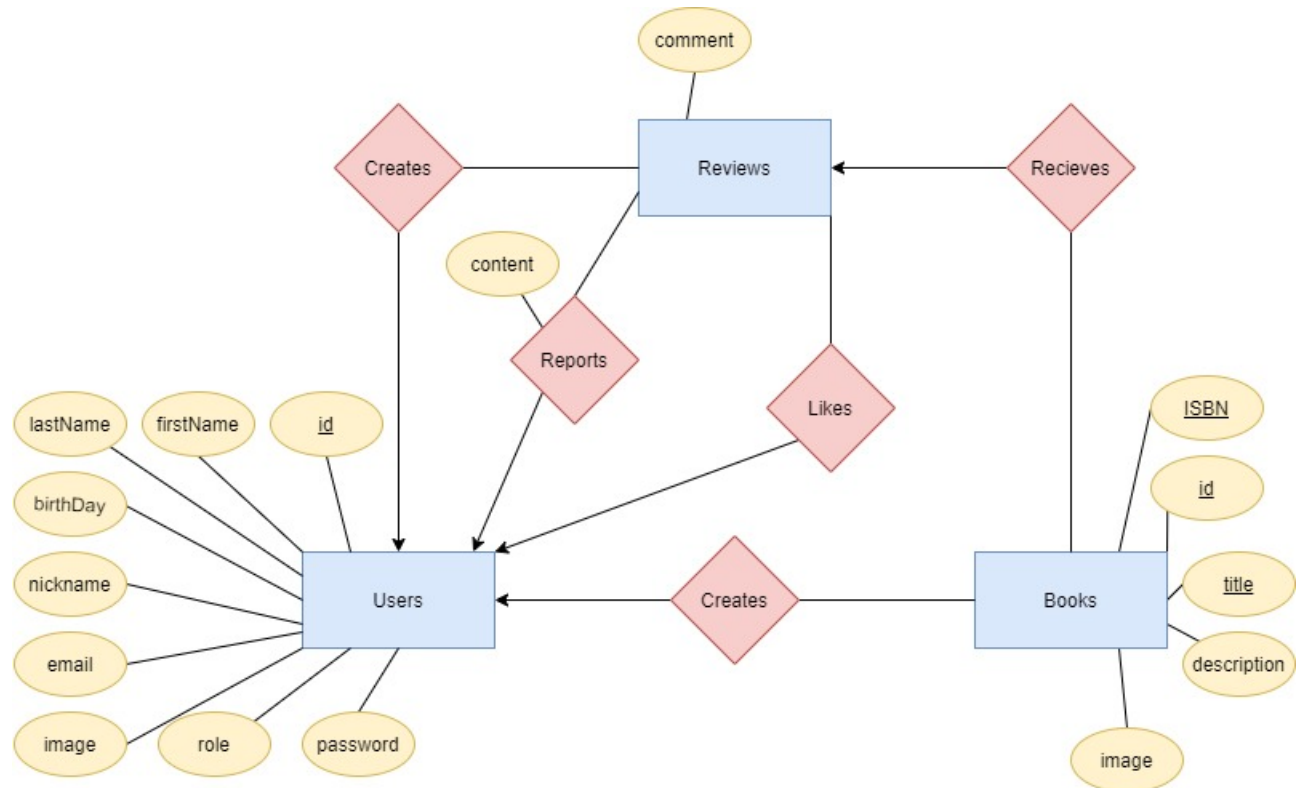 comment
Creates
Reviews
Recieves
content
Reports
Likes
lastName
firstName
id
ISBN
birthDay
id
nickname
Users
Creates
Books
title
email
description
image
role
password
image